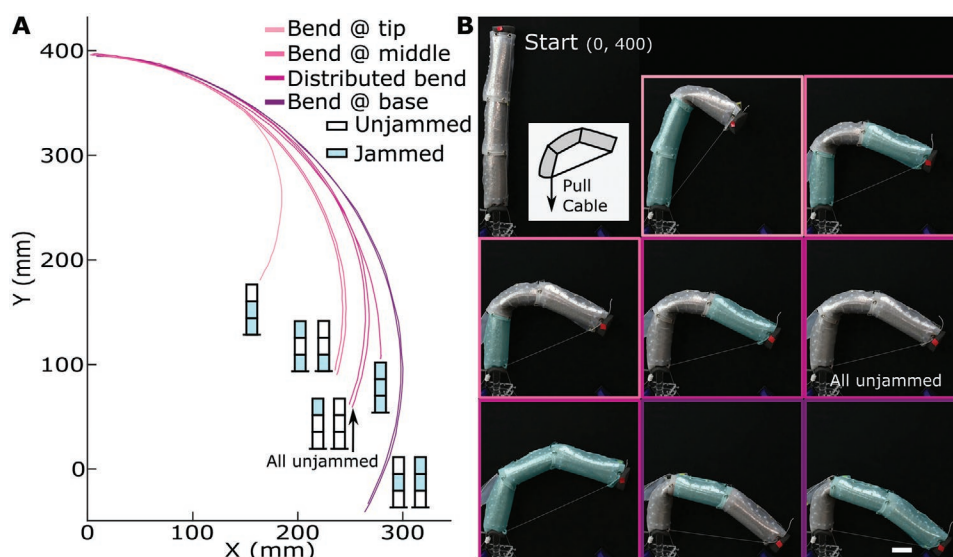 A
Y (mm)
400
300
200
100
0
0
100
200
300
X (mm)
Bend @ tip
Bend @ middle
Distributed bend
Bend @ base
Unjammed
Jammed
All unjammed
B
Start (0, 400)
Pull
Cable
All unjammed